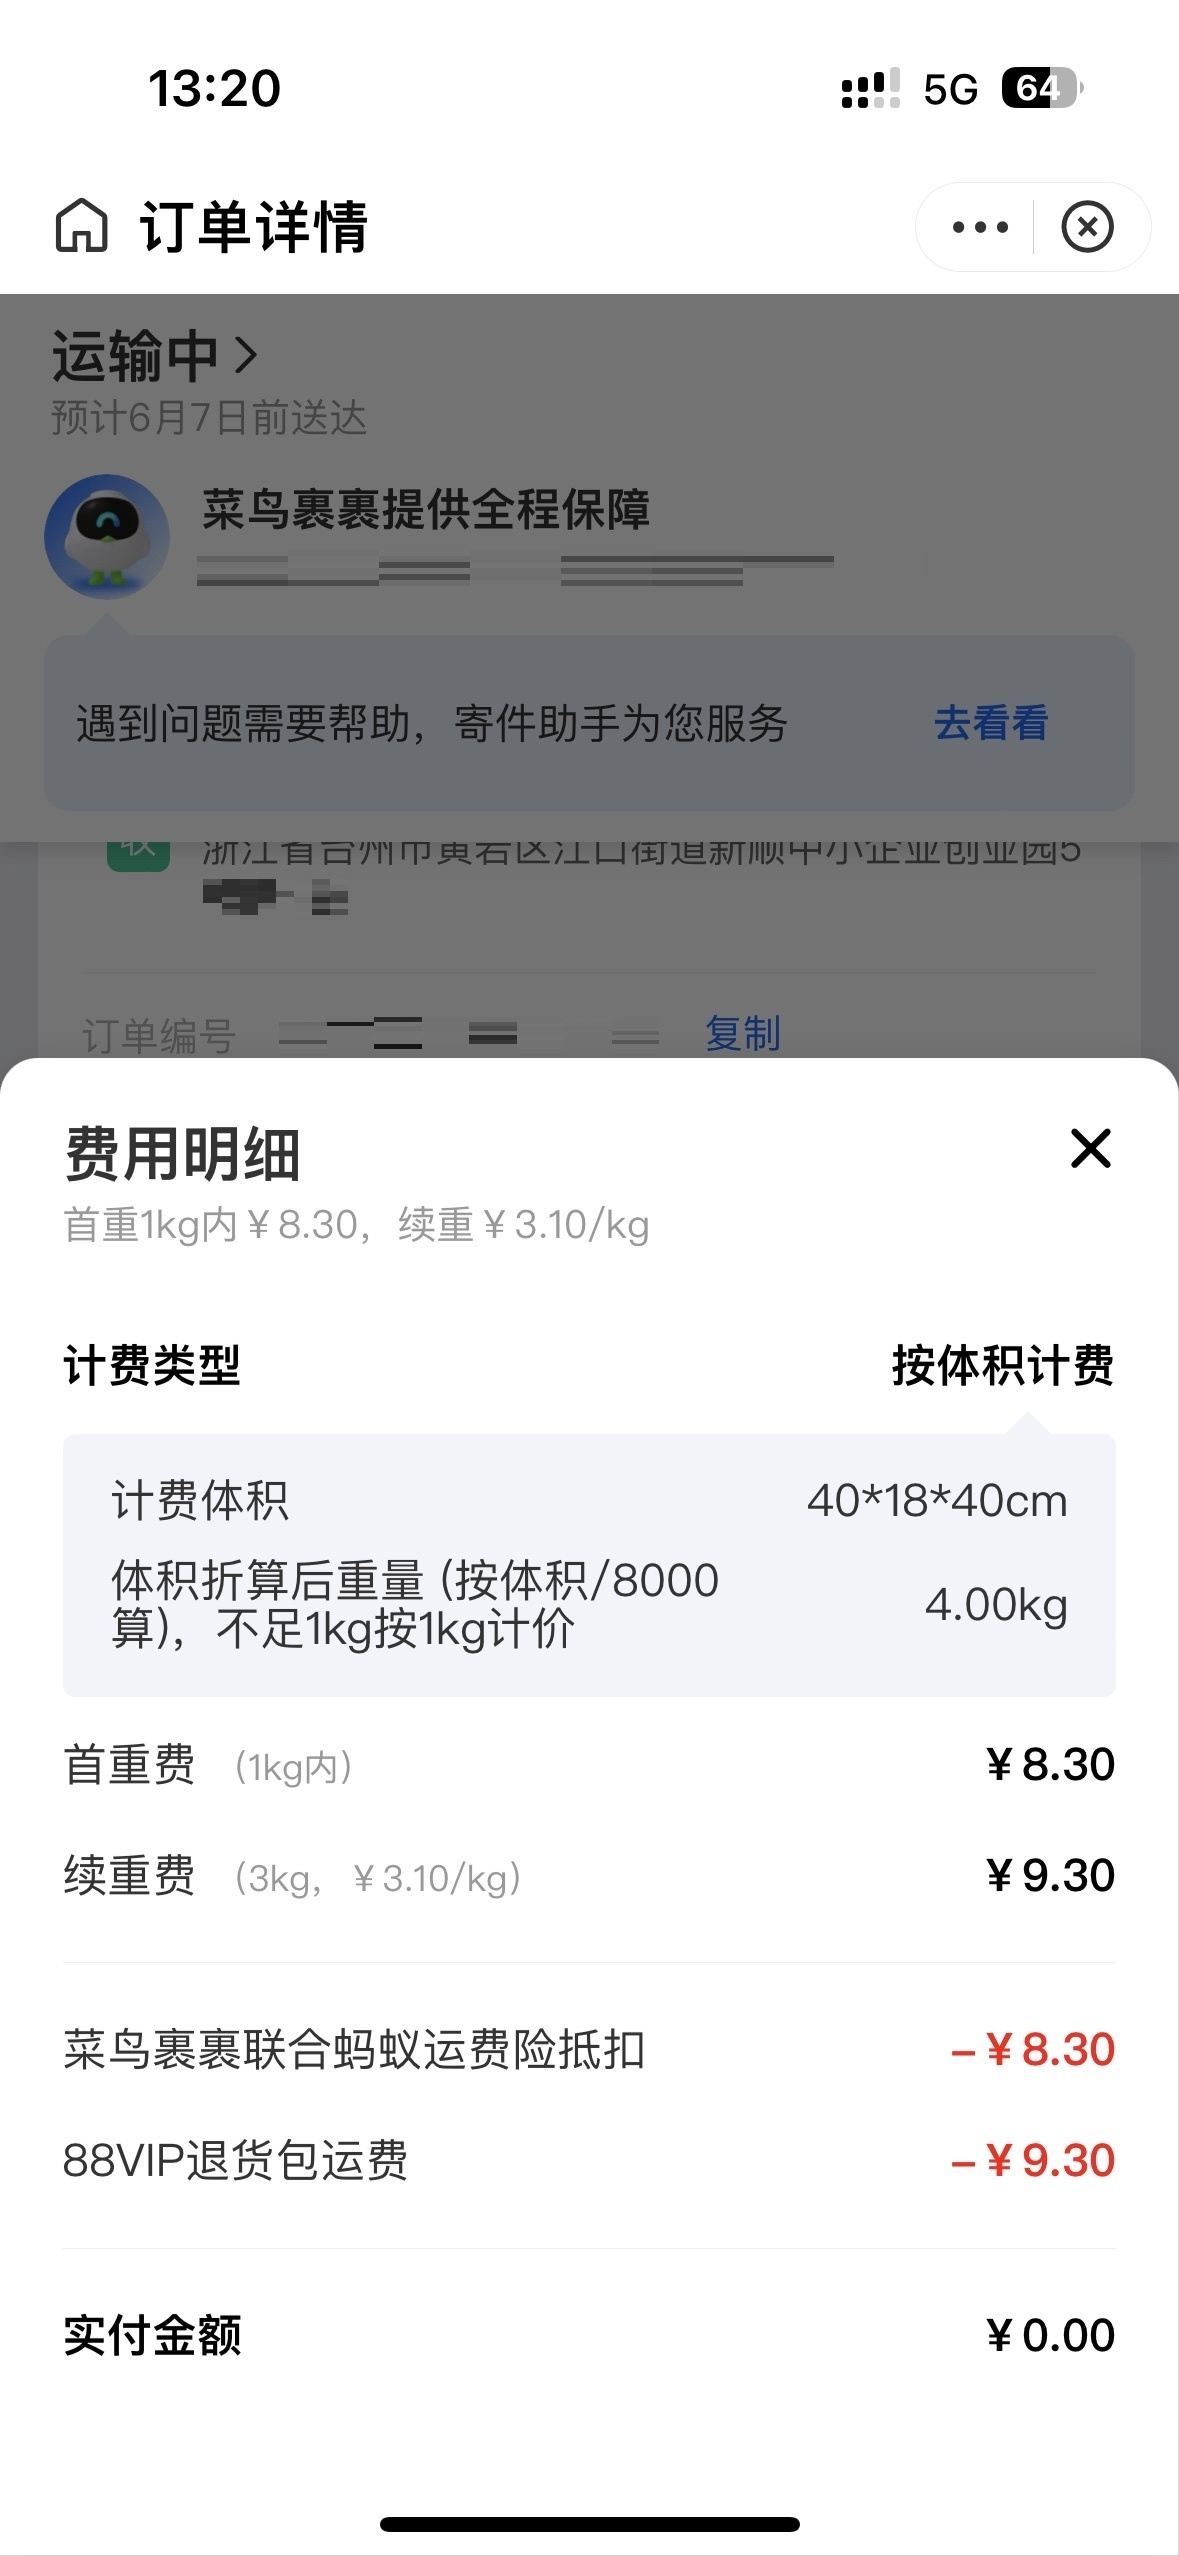 13:20
5G
64
订单详情
运输中
预计6月7日前送达
菜鸟裹裹提供全程保障
遇到问题需要帮助，寄件助手为您服务
去看看
收
浙江省台州市黄岩区江口街道新顺中小企业创业园5
订单编号
复制
费用明细
首重1kg内¥8.30，续重¥3.10/kg
计费类型
按体积计费
计费体积
40*18*40cm
体积折算后重量 (按体积/8000
算)，不足1kg按1kg计价
4.00kg
首重费 (1kg内)
¥8.30
续重费 (3kg, ¥3.10/kg)
¥9.30
菜鸟裹裹联合蚂蚁运费险抵扣
-¥8.30
88VIP退货包运费
-¥9.30
实付金额
¥0.00